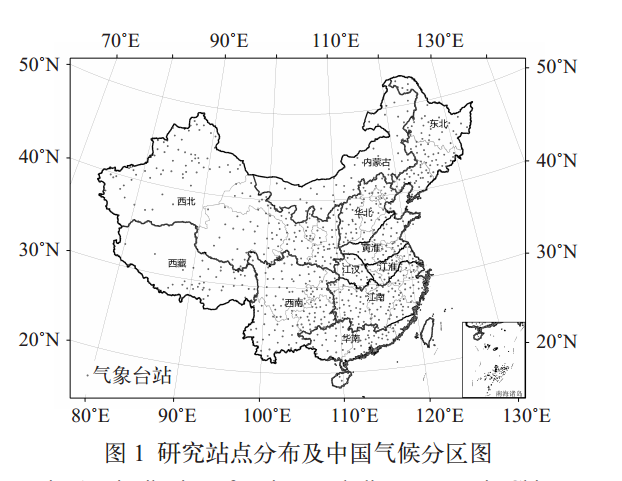 70°E 90°E 110°E 130°E
50°N 50°N
东北
40°N 内蒙古 40°N
西北
华北
30°N 黄淮 30°N
西藏 江汉 江淮
西南 江南
20°N 华南 20°N
气象台站
南海诸岛
80°E 90°E 100°E 110°E 120°E 130°E
图 1 研究站点分布及中国气候分区图